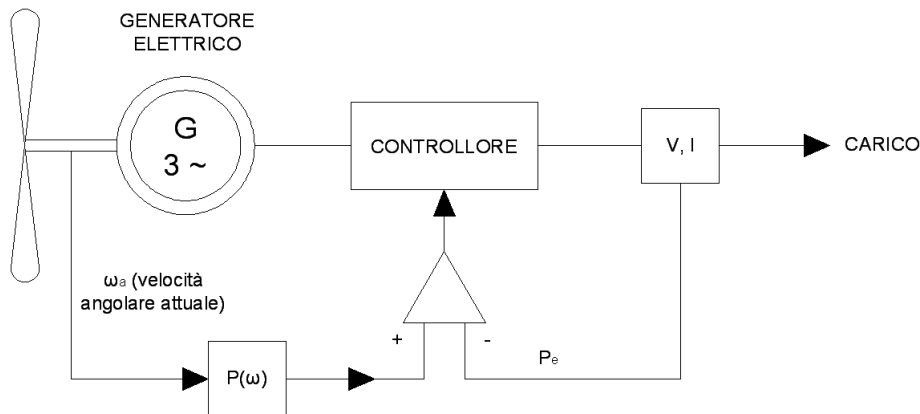 GENERATORE
ELETTRICO
G
3 ~
CONTROLLORE
V, I
CARICO
ωa (velocità
angolare attuale)
+
-
Pe
P(ω)